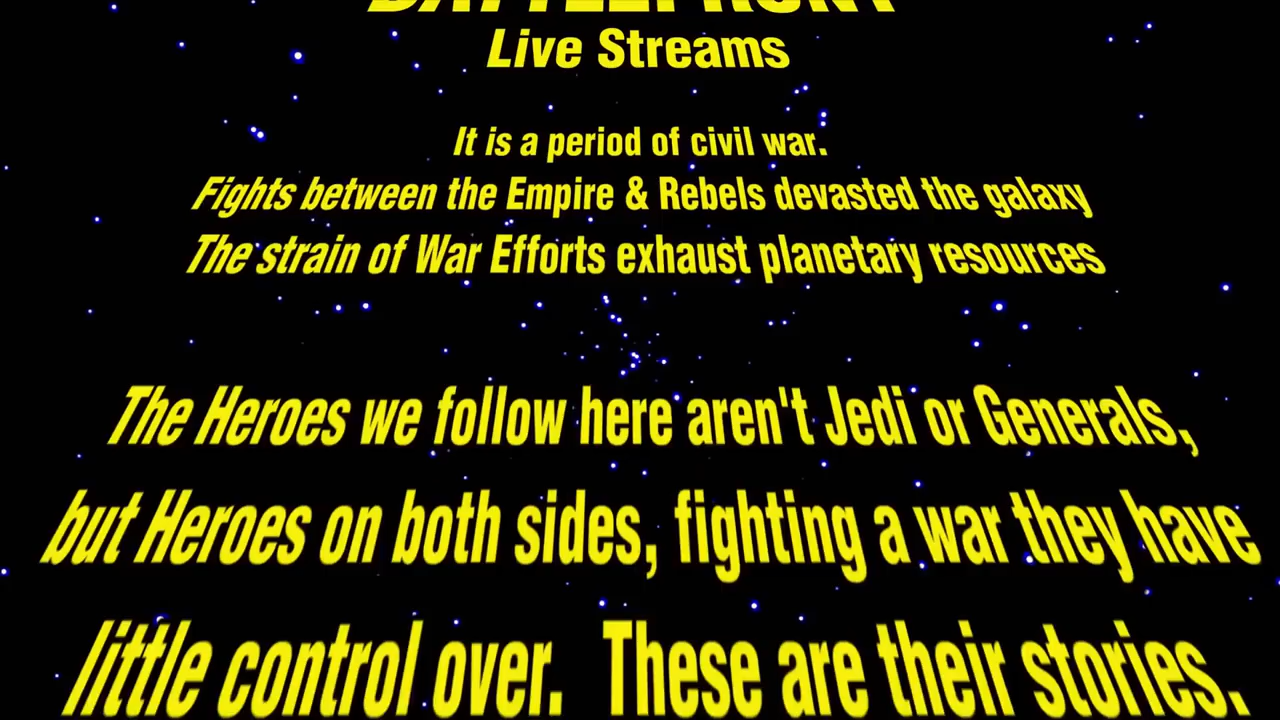 BATTLEFRONT
Live Streams
It is a period of civil war.
Fights between the Empire & Rebels devasted the galaxy
The strain of War Efforts exhaust planetary resources
The Heroes we follow here aren't Jedi or Generals,
but Heroes on both sides, fighting a war they have
little control over. These are their stories.